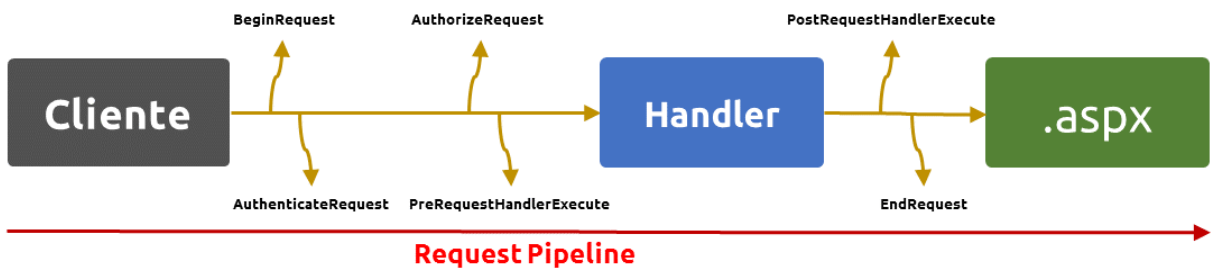 BeginRequest
AuthorizeRequest
PostRequestHandlerExecute
Cliente
Handler
.aspx
AuthenticateRequest
PreRequestHandlerExecute
EndRequest
Request Pipeline